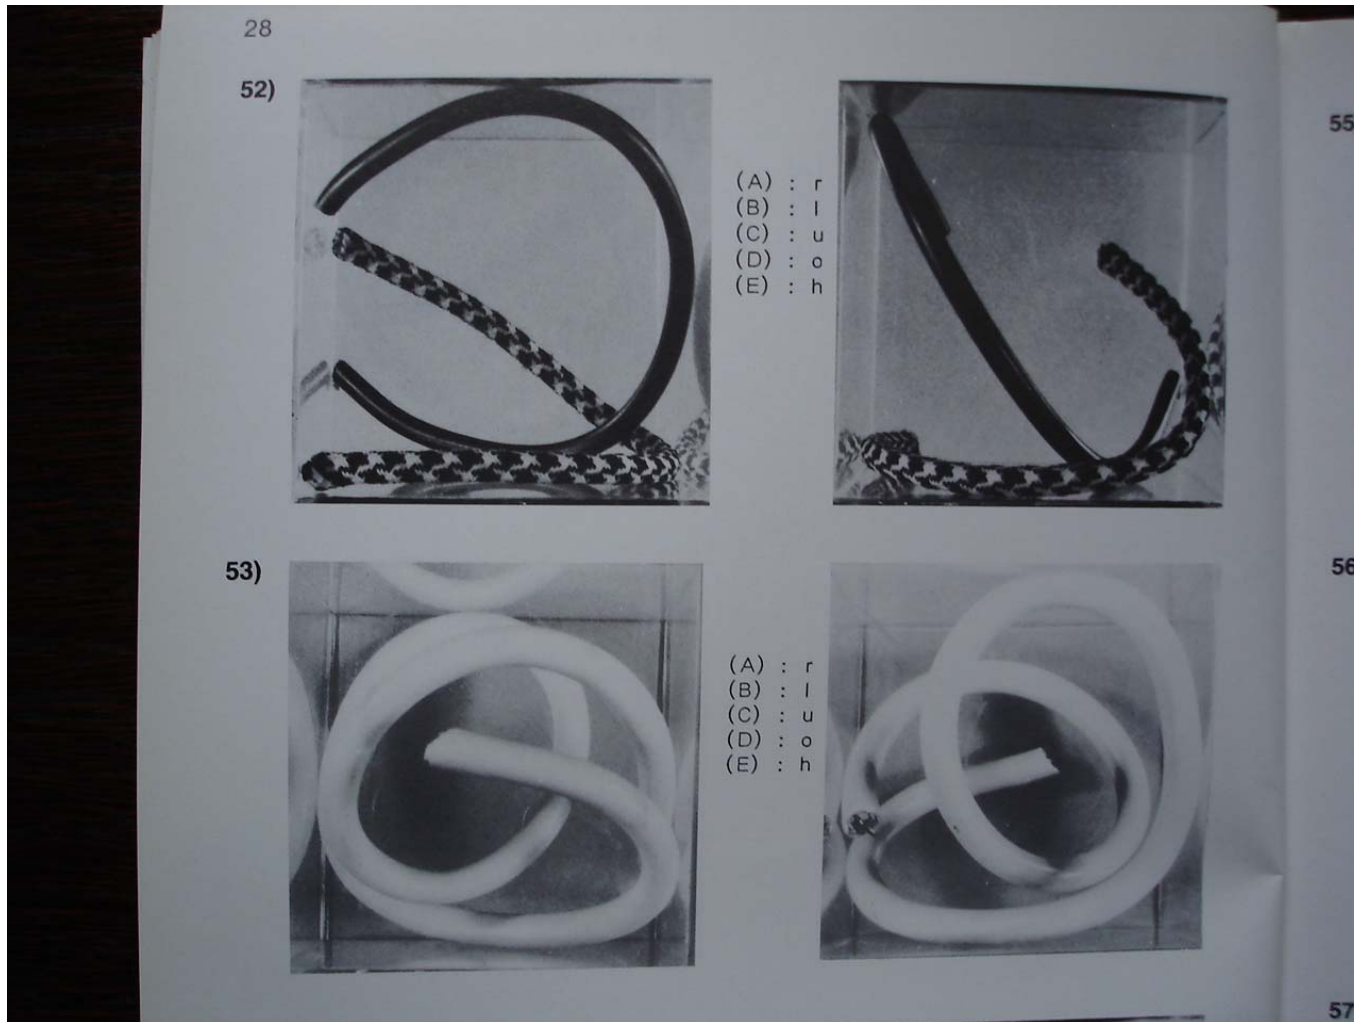 28
52)
(A) : r
(B) : l
(C) : u
(D) : o
(E) : h
55
53)
(A) : r
(B) : l
(C) : u
(D) : o
(E) : h
56
57